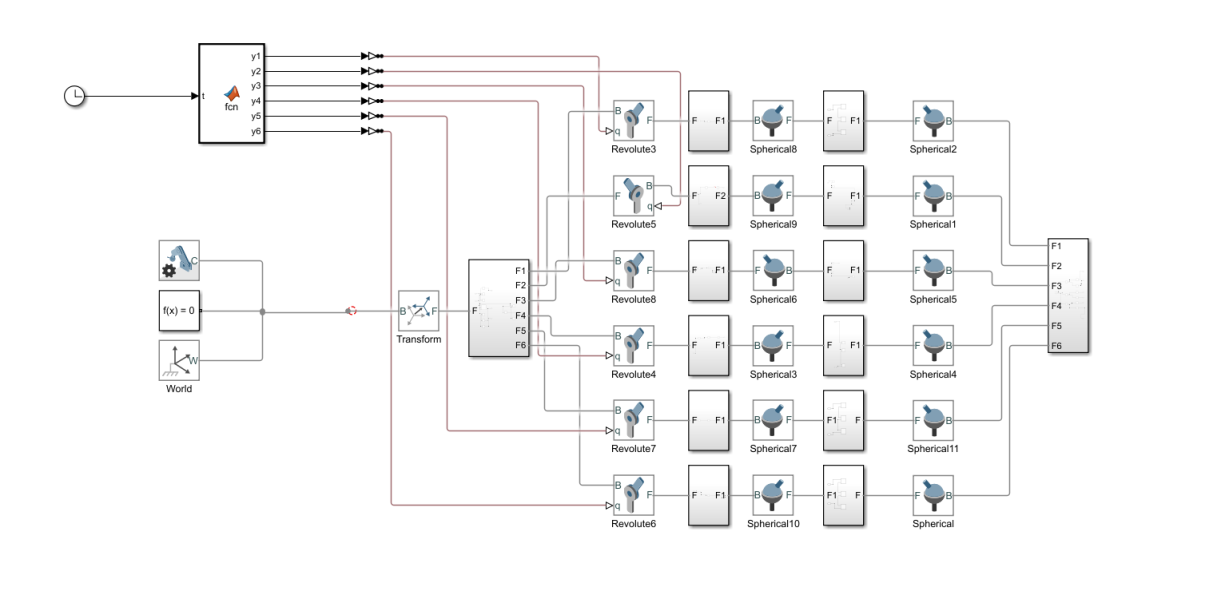 y1
y2
t
y3
fcn
y4
y5
y6
B
F
q
Revolute3
F
F1
B
F
Spherical8
F1
F
B
Spherical2
F
B
q
Revolute5
F
F2
B
F
Spherical9
F
F1
F
B
Spherical1
C
f(x) = 0
W
World
B
F
Transform
F
F1
F2
F3
F4
F5
F6
B
F
q
Revolute8
F
F1
F
B
Spherical6
F
F1
F
B
Spherical5
B
F
q
Revolute4
F
F1
B
F
Spherical3
F
F1
F
B
Spherical4
B
F
q
Revolute7
F
F1
B
F
Spherical7
F1
F
F
B
Spherical11
B
F
q
Revolute6
F
F1
B
F
Spherical10
F1
F
F
B
Spherical
F1
F2
F3
F4
F5
F6